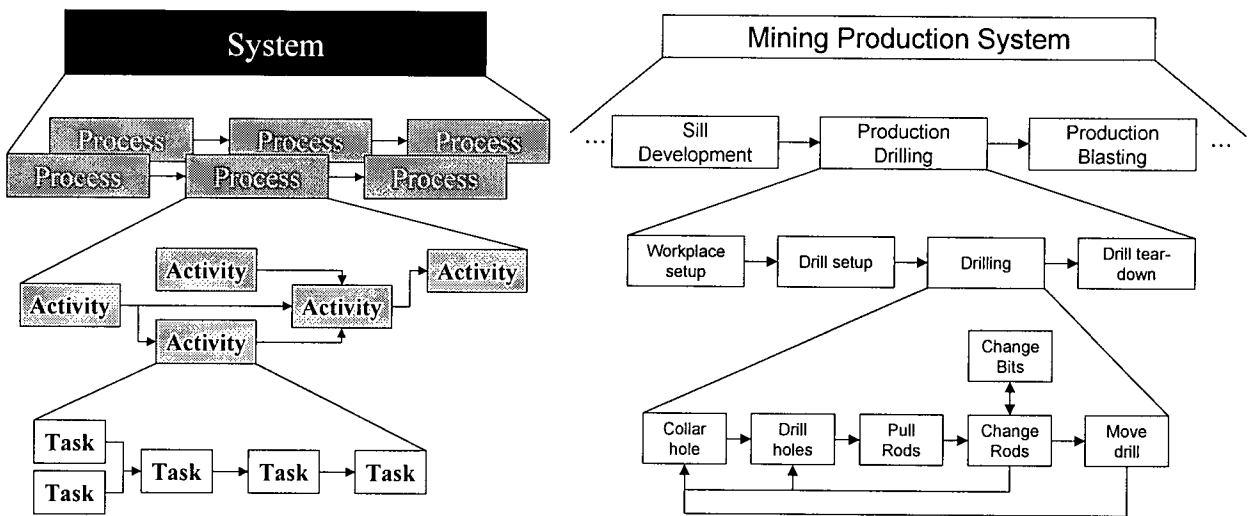 System
Process
Process
Process
Process
Process
Process
Activity
Activity
Activity
Activity
Activity
Task
Task
Task
Task
Task
Mining Production System
...
Sill
Development
Production
Drilling
Production
Blasting
...
Workplace
setup
Drill setup
Drilling
Drill tear-
down
Change
Bits
Collar
hole
Drill
holes
Pull
Rods
Change
Rods
Move
drill